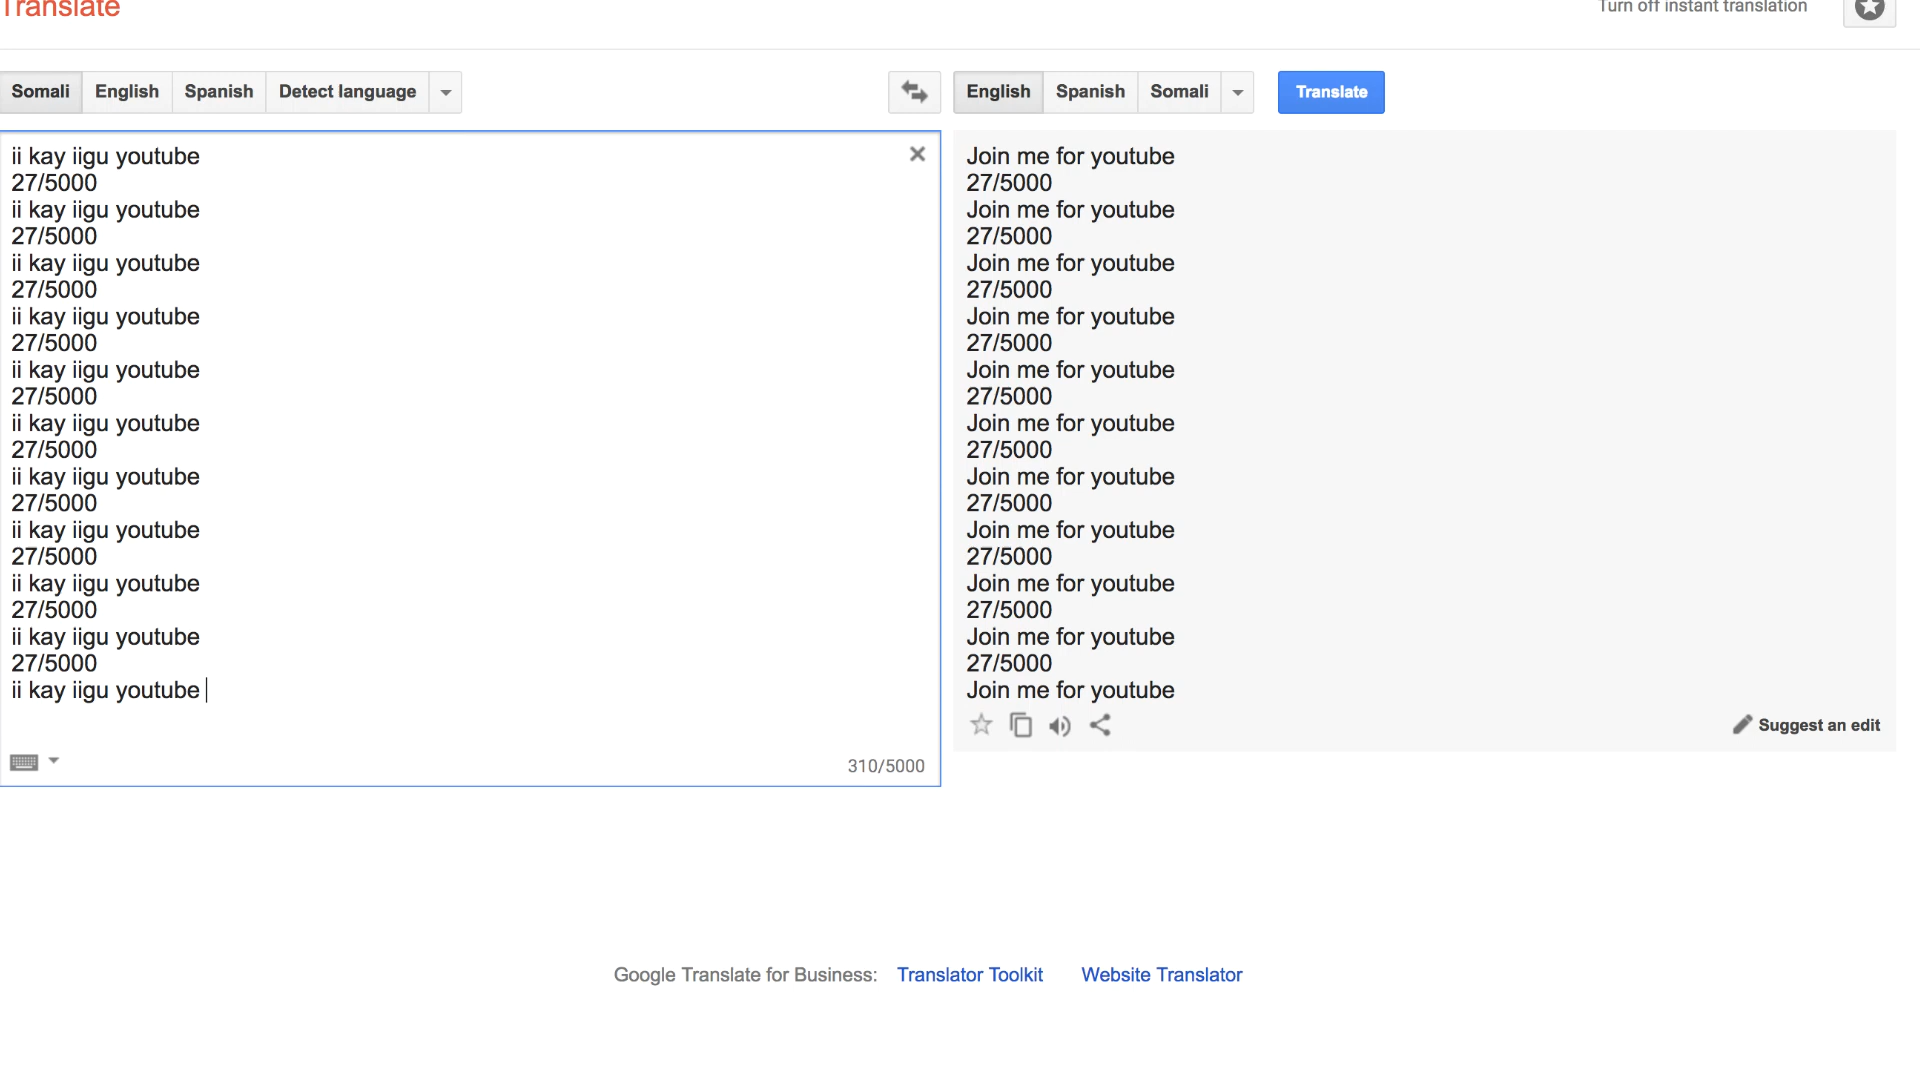 Translate
Turn off instant translation
Somali English Spanish Detect language
English Spanish Somali Translate
ii kay iigu youtube
27/5000
ii kay iigu youtube
27/5000
ii kay iigu youtube
27/5000
ii kay iigu youtube
27/5000
ii kay iigu youtube
27/5000
ii kay iigu youtube
27/5000
ii kay iigu youtube
27/5000
ii kay iigu youtube
27/5000
ii kay iigu youtube
27/5000
ii kay iigu youtube
27/5000
ii kay iigu youtube
310/5000
Join me for youtube
27/5000
Join me for youtube
27/5000
Join me for youtube
27/5000
Join me for youtube
27/5000
Join me for youtube
27/5000
Join me for youtube
27/5000
Join me for youtube
27/5000
Join me for youtube
27/5000
Join me for youtube
27/5000
Join me for youtube
27/5000
Join me for youtube
Suggest an edit
Google Translate for Business: Translator Toolkit Website Translator